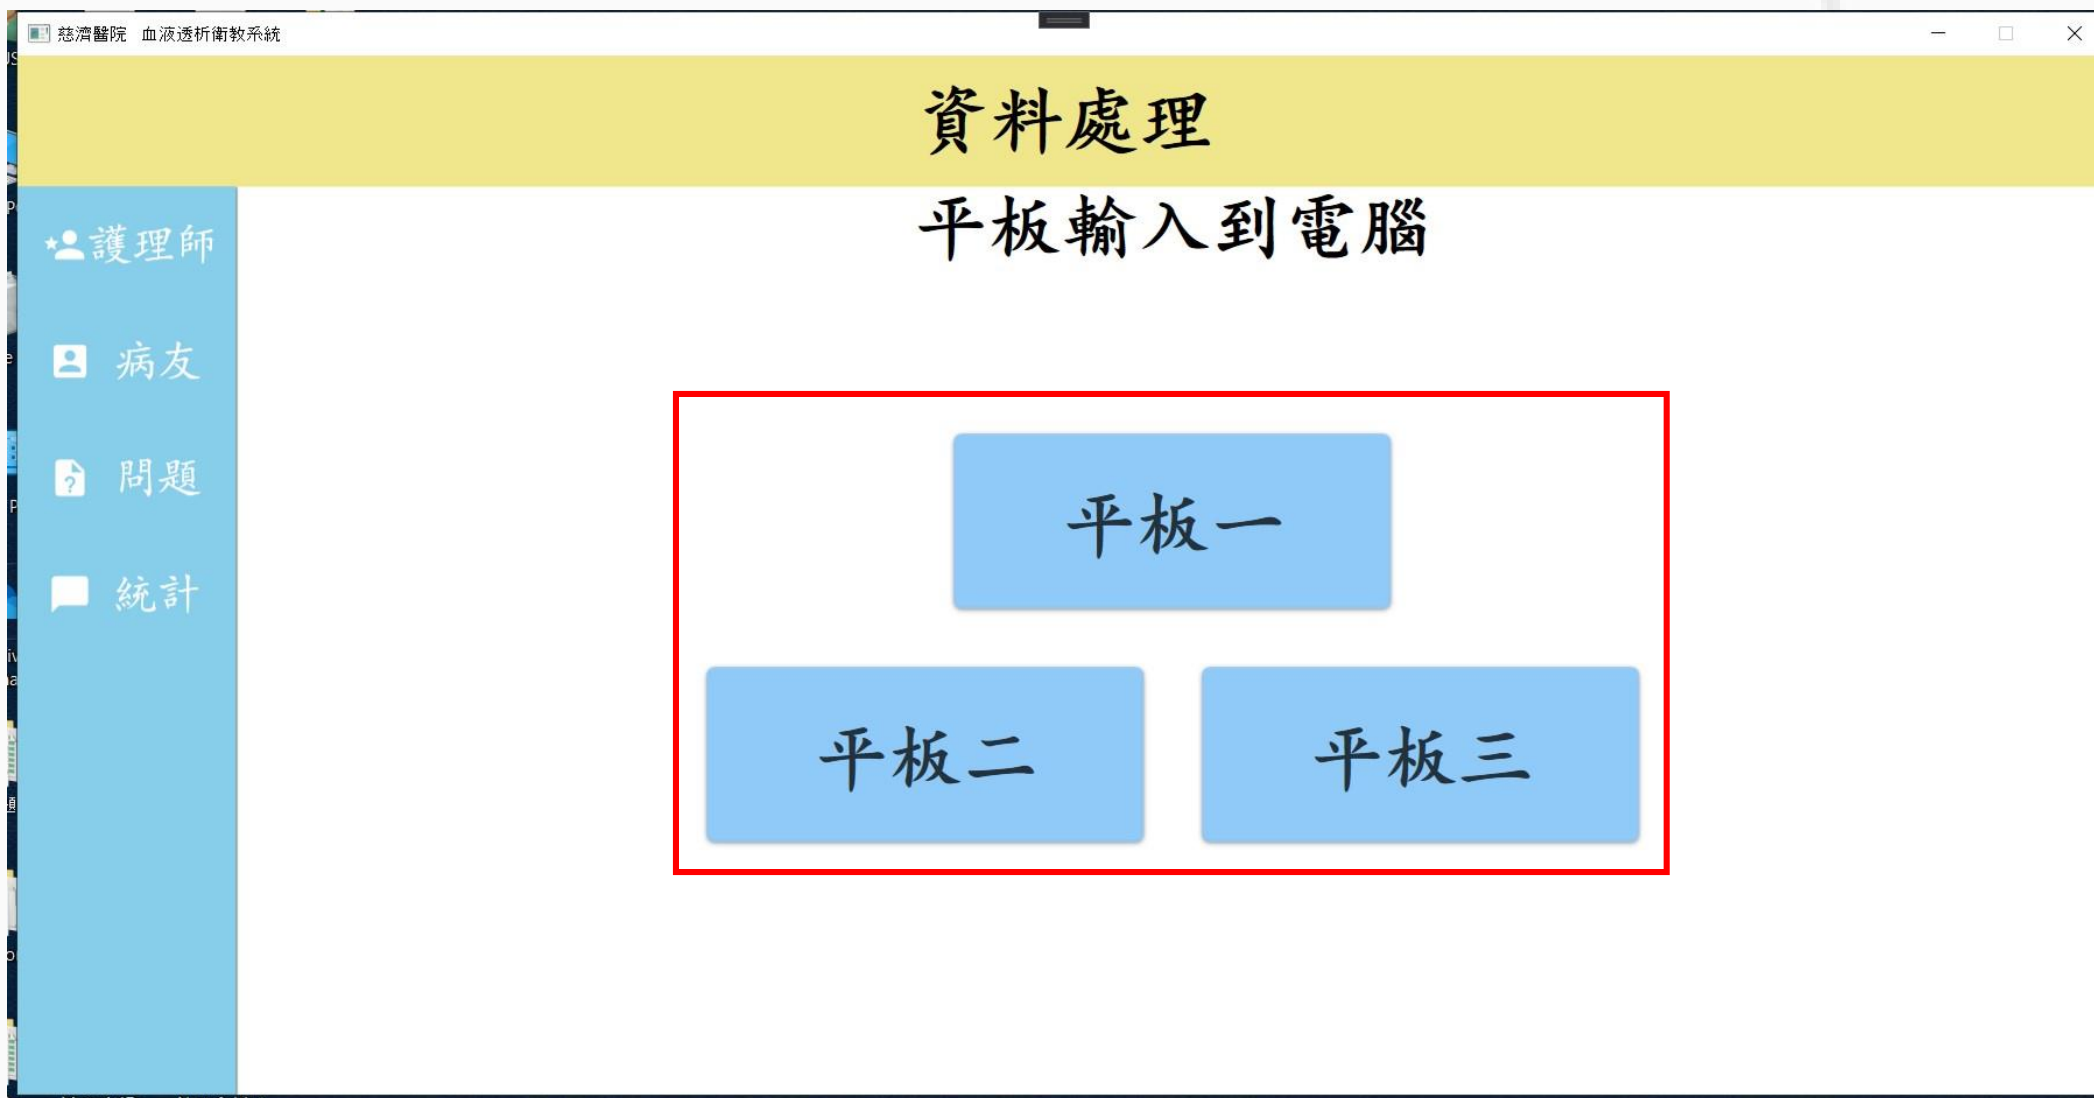 慈濟醫院 血液透析衛教系統
資料處理
平板輸入到電腦
護理師
病友
問題
統計
平板一
平板二
平板三